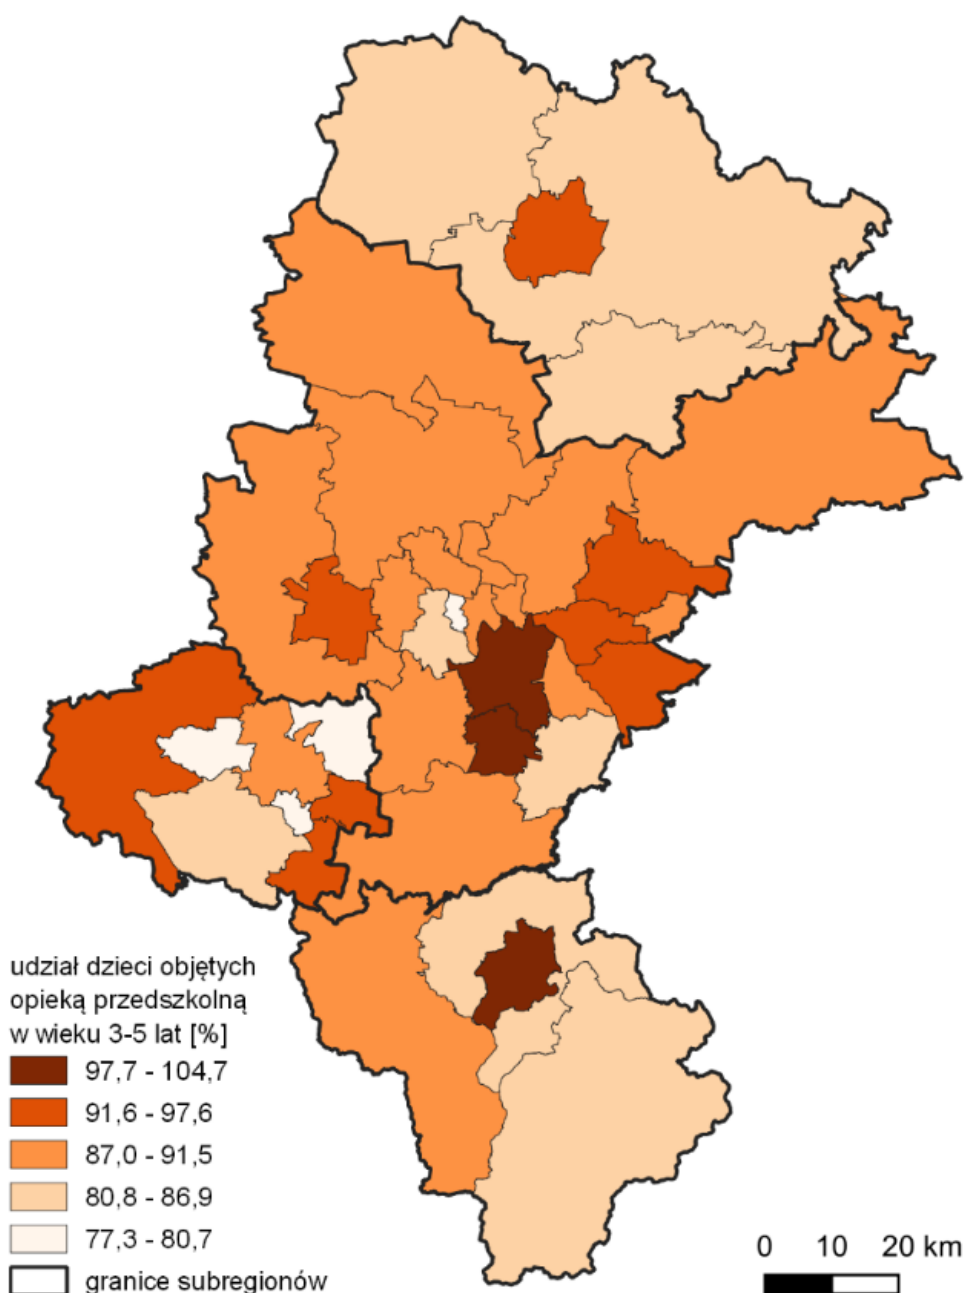 udział dzieci objętych
opieką przedszkolną
w wieku 3-5 lat [%]
97,7 - 104,7
91,6 - 97,6
87,0 - 91,5
80,8 - 86,9
77,3 - 80,7
granice subregionów
0 10 20 km